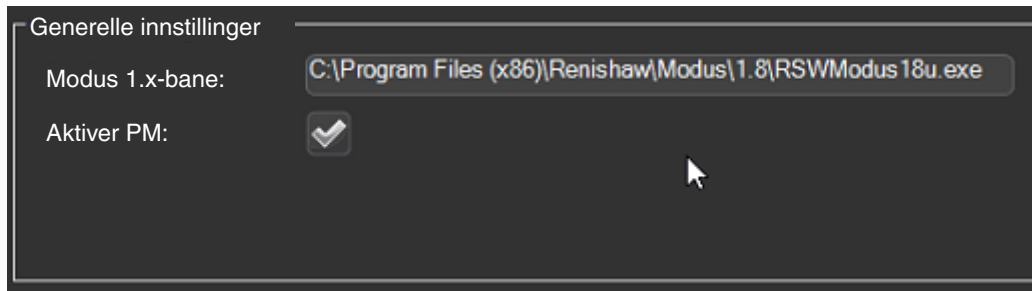 Generelle innstillinger
Modus 1.x-bane: C:\Program Files (x86)\Renishaw\Modus\1.8\RSWModus18u.exe
Aktiver PM: